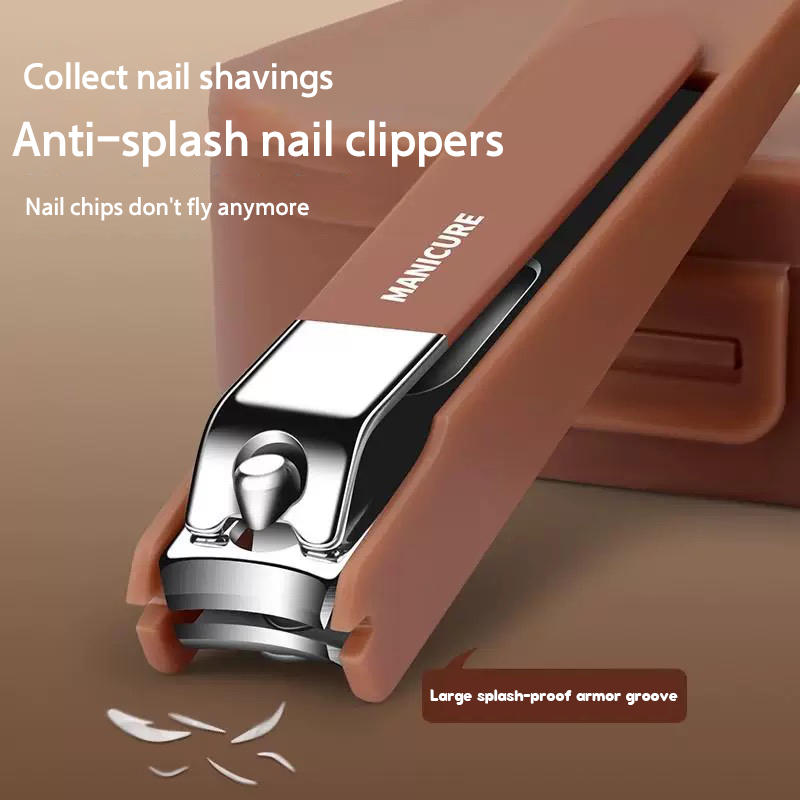 Collect nail shavings
Anti-splash nail clippers
Nail chips don't fly anymore
MANICURE
Large splash-proof armor groove